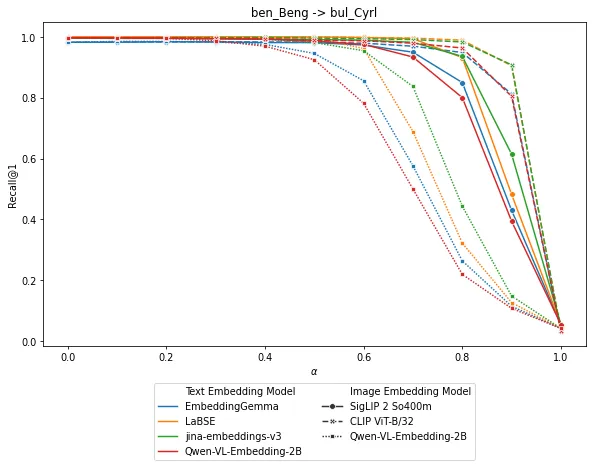 ben_Beng -> bul_Cyrl
Recall@1
1.0
0.8
0.6
0.4
0.2
0.0
0.0 0.2 0.4 0.6 0.8 1.0
α
Text Embedding Model
EmbeddingGemma
LaBSE
jina-embeddings-v3
Qwen-VL-Embedding-2B
Image Embedding Model
SigLIP 2 So400m
CLIP ViT-B/32
Qwen-VL-Embedding-2B